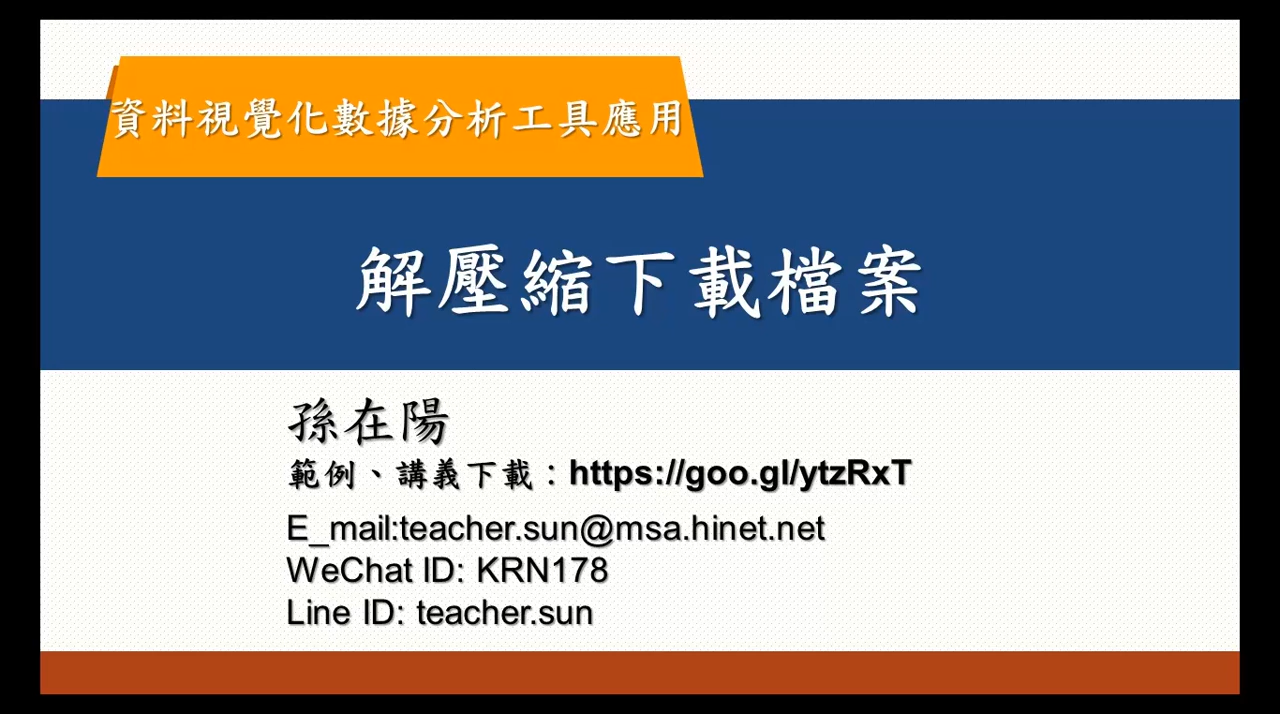 資料視覺化數據分析工具應用
解壓縮下載檔案
孫在陽
範例、講義下載：https://goo.gl/ytzRxT
E_mail:teacher.sun@msa.hinet.net
WeChat ID: KRN178
Line ID: teacher.sun